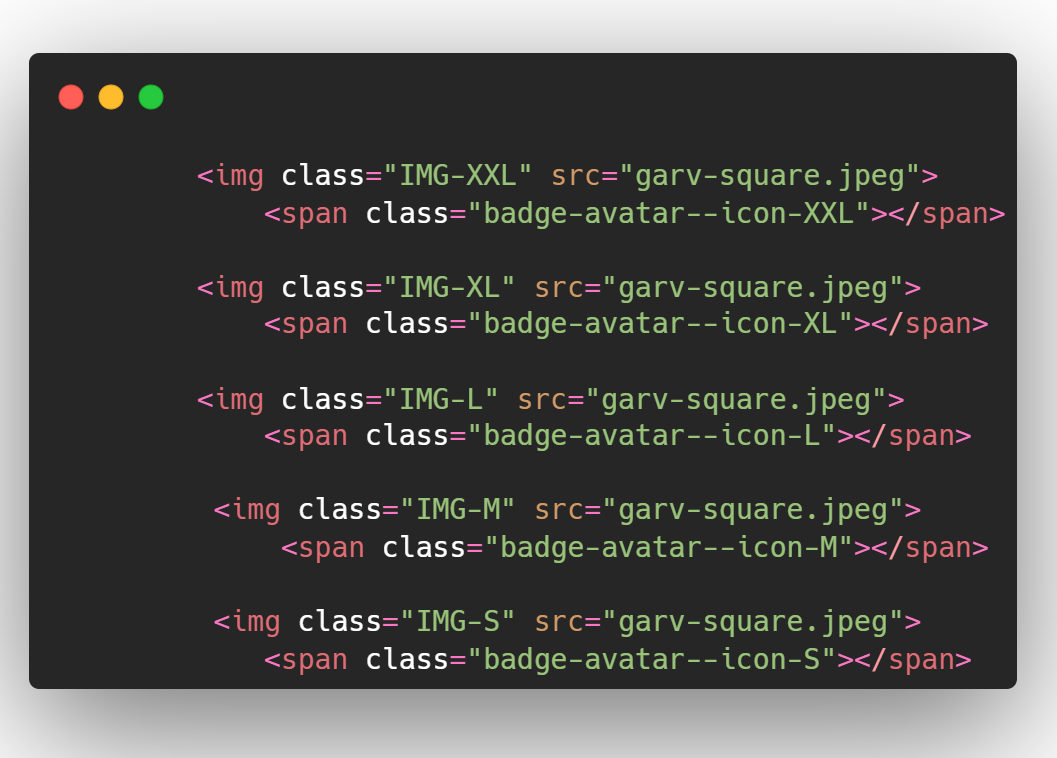 <img class="IMG-XXL" src="garv-square.jpeg">
<span class="badge-avatar--icon-XXL"></span>
<img class="IMG-XL" src="garv-square.jpeg">
<span class="badge-avatar--icon-XL"></span>
<img class="IMG-L" src="garv-square.jpeg">
<span class="badge-avatar--icon-L"></span>
<img class="IMG-M" src="garv-square.jpeg">
<span class="badge-avatar--icon-M"></span>
<img class="IMG-S" src="garv-square.jpeg">
<span class="badge-avatar--icon-S"></span>